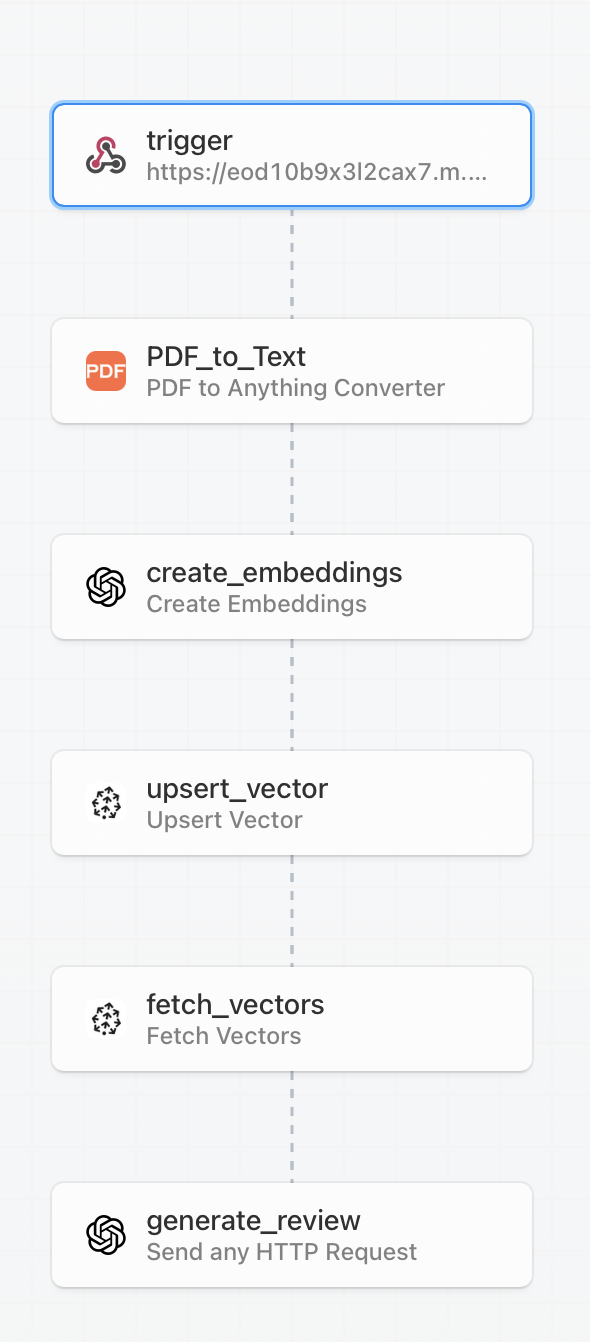 trigger
https://eod10b9x3l2cax7.m....
PDF
PDF_to_Text
PDF to Anything Converter
create_embeddings
Create Embeddings
upsert_vector
Upsert Vector
fetch_vectors
Fetch Vectors
generate_review
Send any HTTP Request